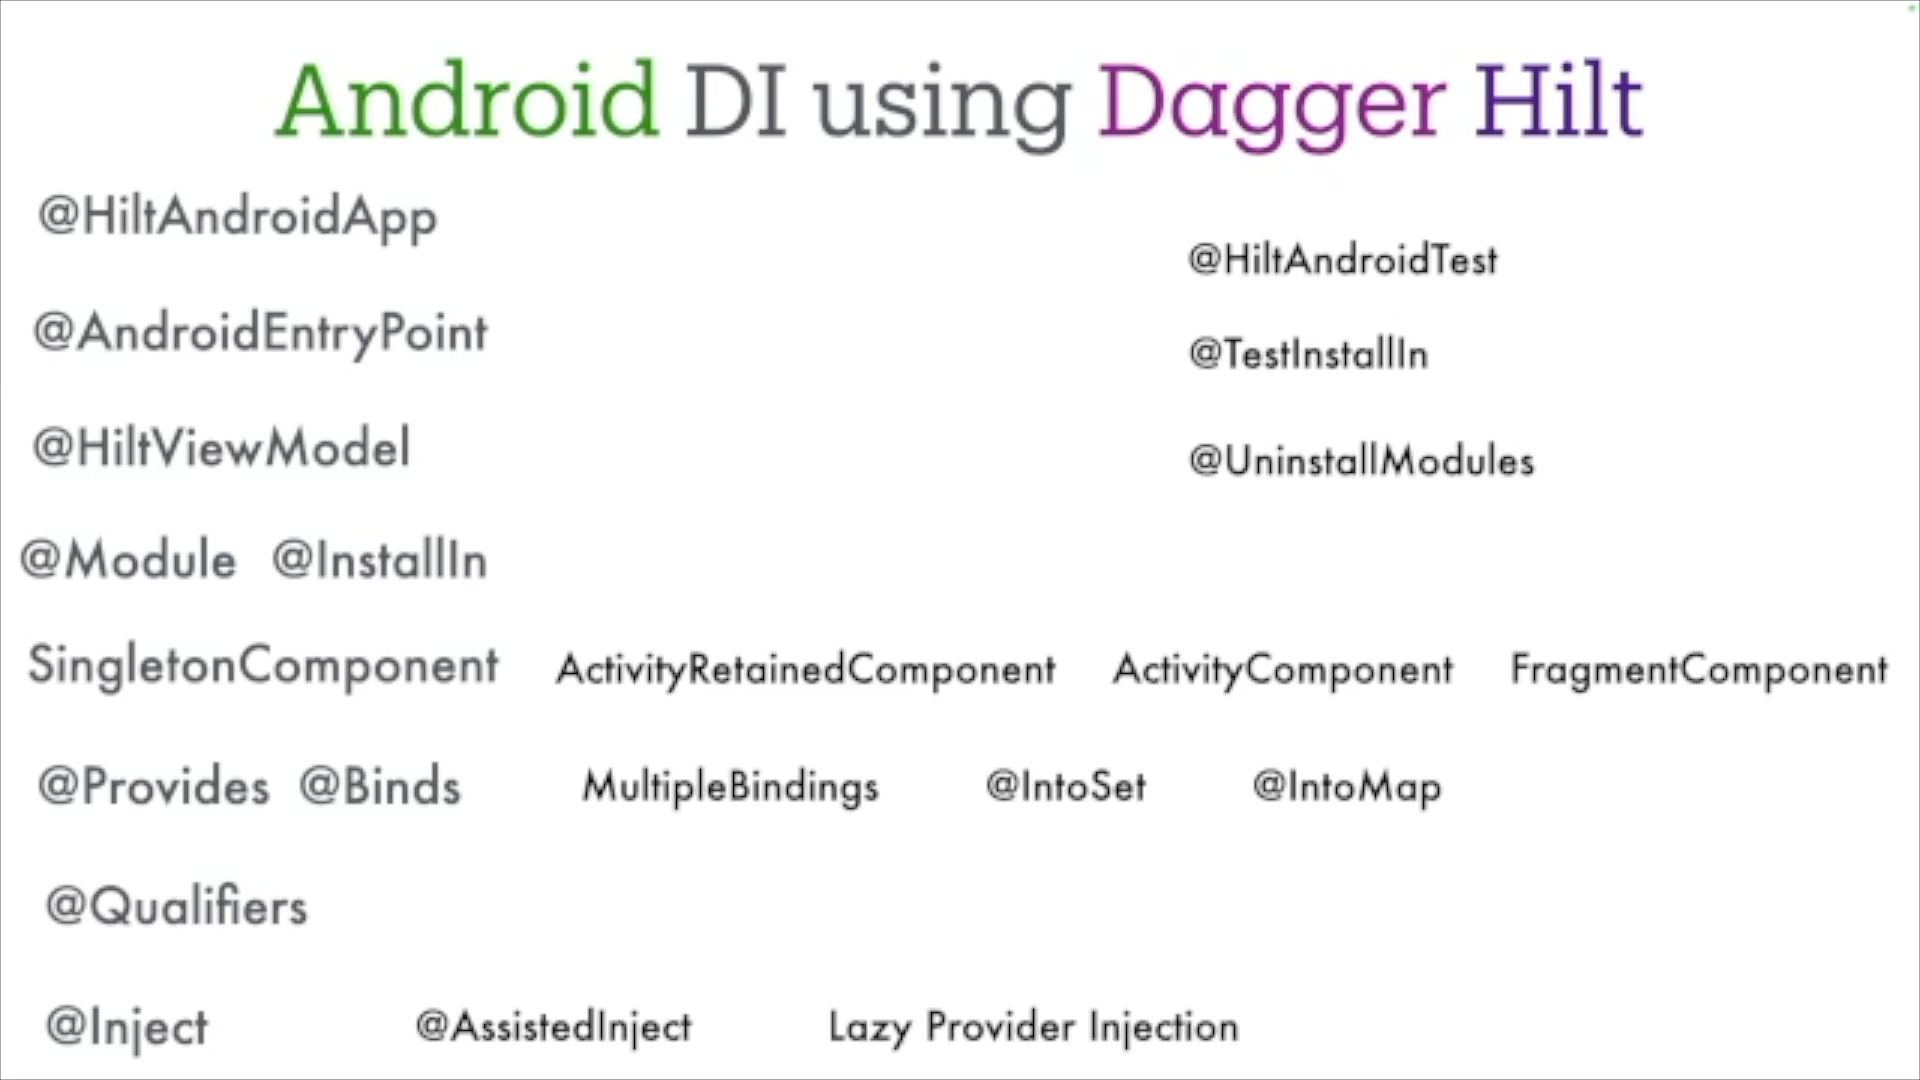 Android DI using Dagger Hilt
@HiltAndroidApp
@HiltAndroidTest
@AndroidEntryPoint
@TestInstallIn
@HiltViewModel
@UninstallModules
@Module @InstallIn
SingletonComponent ActivityRetainedComponent ActivityComponent FragmentComponent
@Provides @Binds MultipleBindings @IntoSet @IntoMap
@Qualifiers
@Inject @AssistedInject Lazy Provider Injection